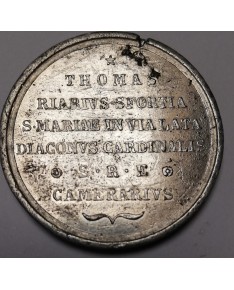 THOMAS
RIARIVS SFORTIA
S. MARIAE IN VIA LATA
DIACONVS CARDINALIS
S · R · E
CAMERARIVS